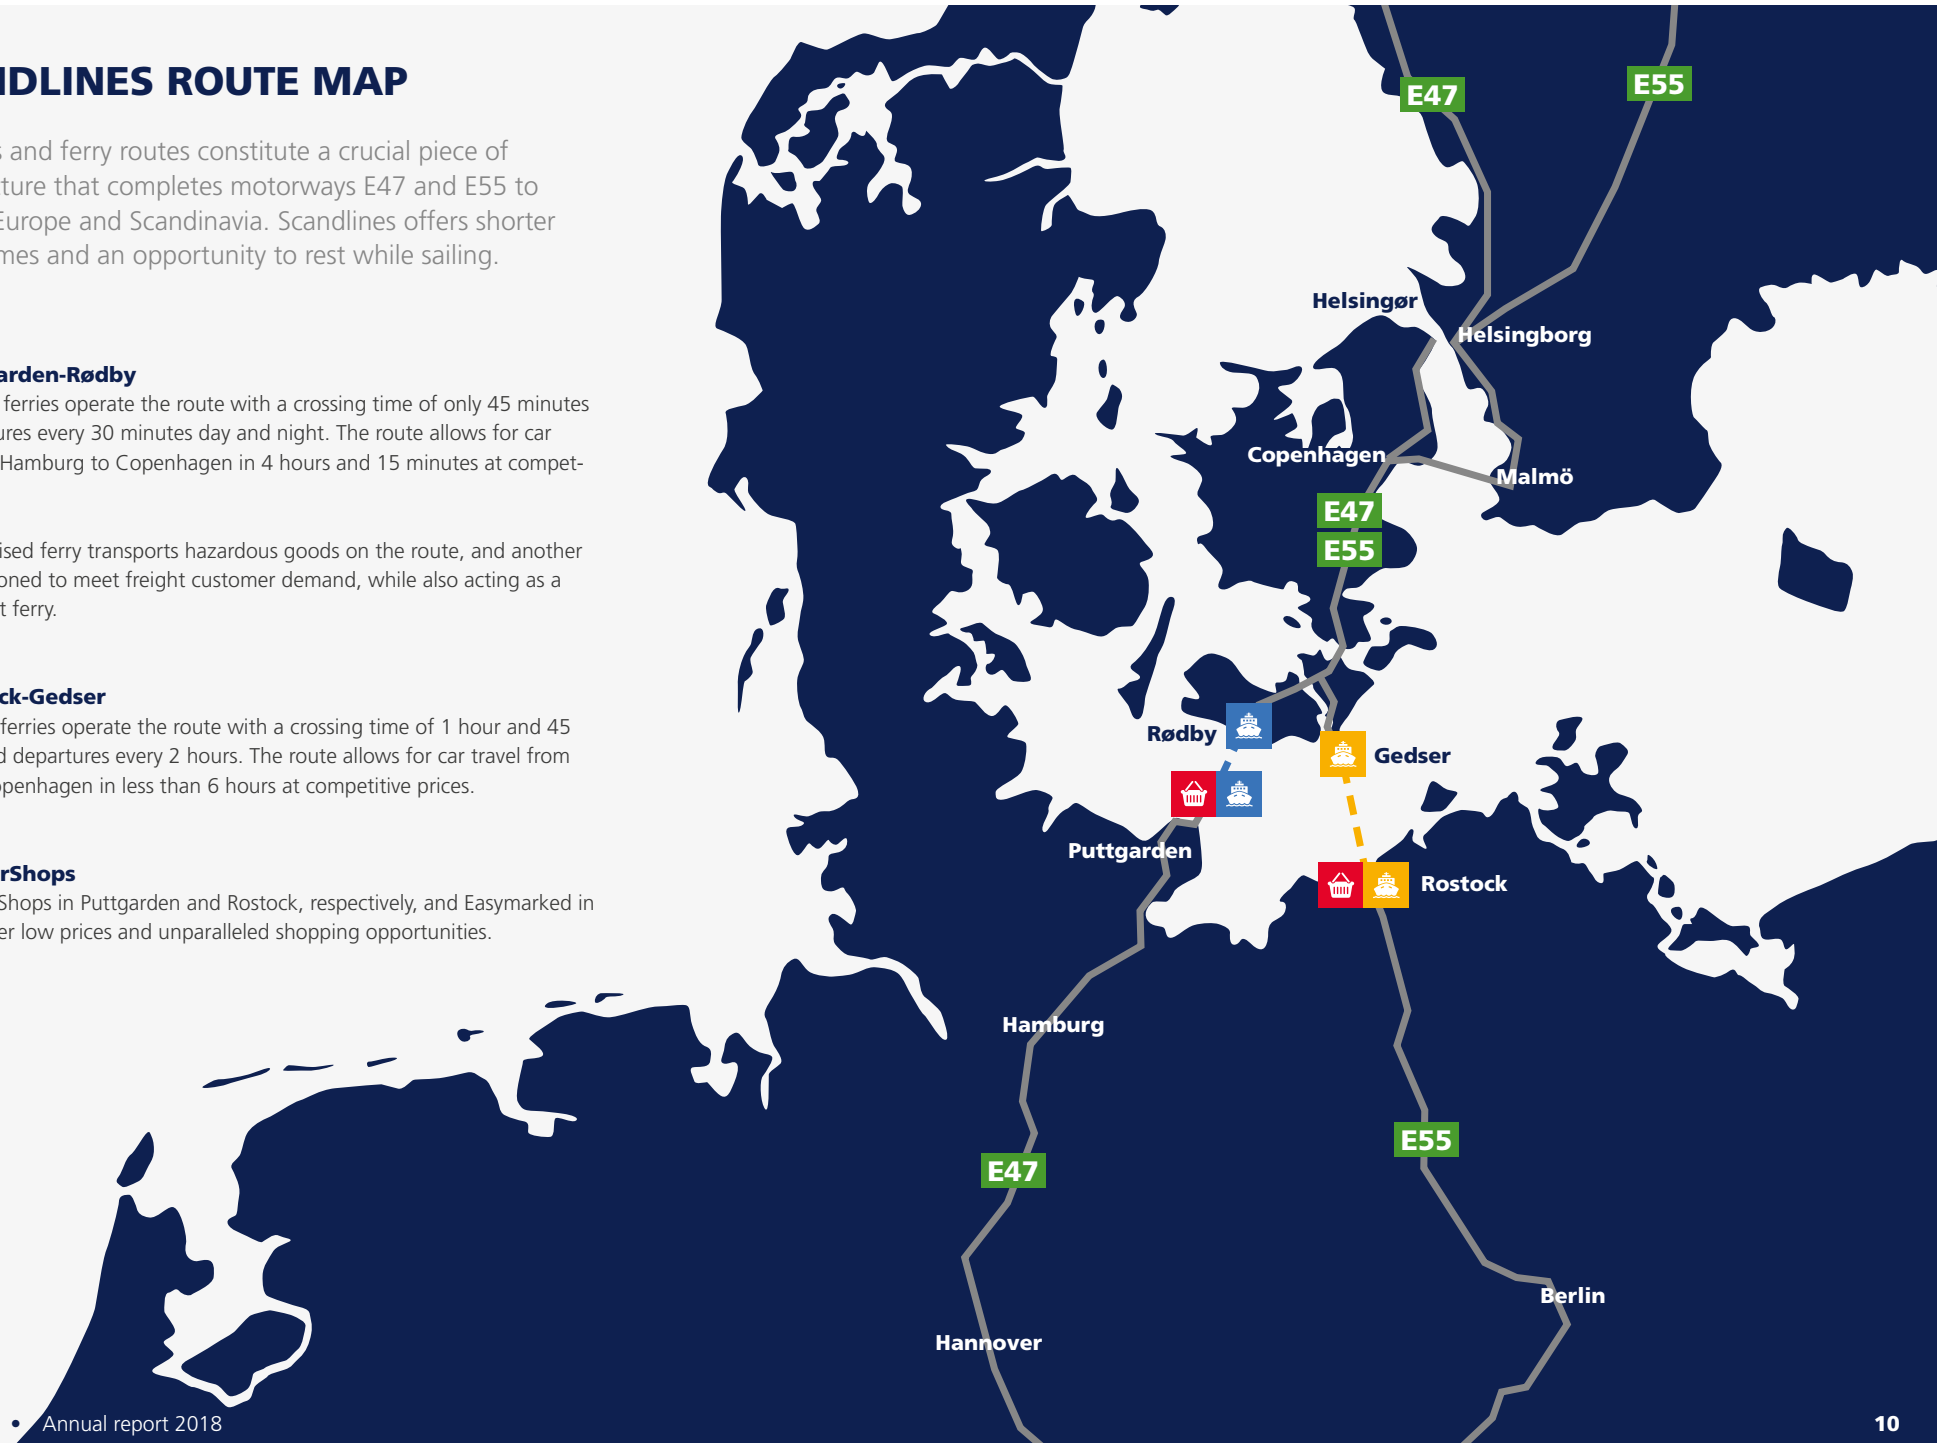 NDLINES ROUTE MAP
s and ferry routes constitute a crucial piece of
ture that completes motorways E47 and E55 to
Europe and Scandinavia. Scandlines offers shorter
mes and an opportunity to rest while sailing.
arden-Rødby
ferries operate the route with a crossing time of only 45 minutes
ures every 30 minutes day and night. The route allows for car
Hamburg to Copenhagen in 4 hours and 15 minutes at compet-
ised ferry transports hazardous goods on the route, and another
oned to meet freight customer demand, while also acting as a
t ferry.
ck-Gedser
ferries operate the route with a crossing time of 1 hour and 45
d departures every 2 hours. The route allows for car travel from
openhagen in less than 6 hours at competitive prices.
rShops
Shops in Puttgarden and Rostock, respectively, and Easymarked in
er low prices and unparalleled shopping opportunities.
E47
E55
Helsingør
Helsingborg
Copenhagen
Malmö
E47
E55
Rødby
Gedser
Puttgarden
Rostock
Hamburg
E55
E47
Berlin
Hannover
• Annual report 2018
10